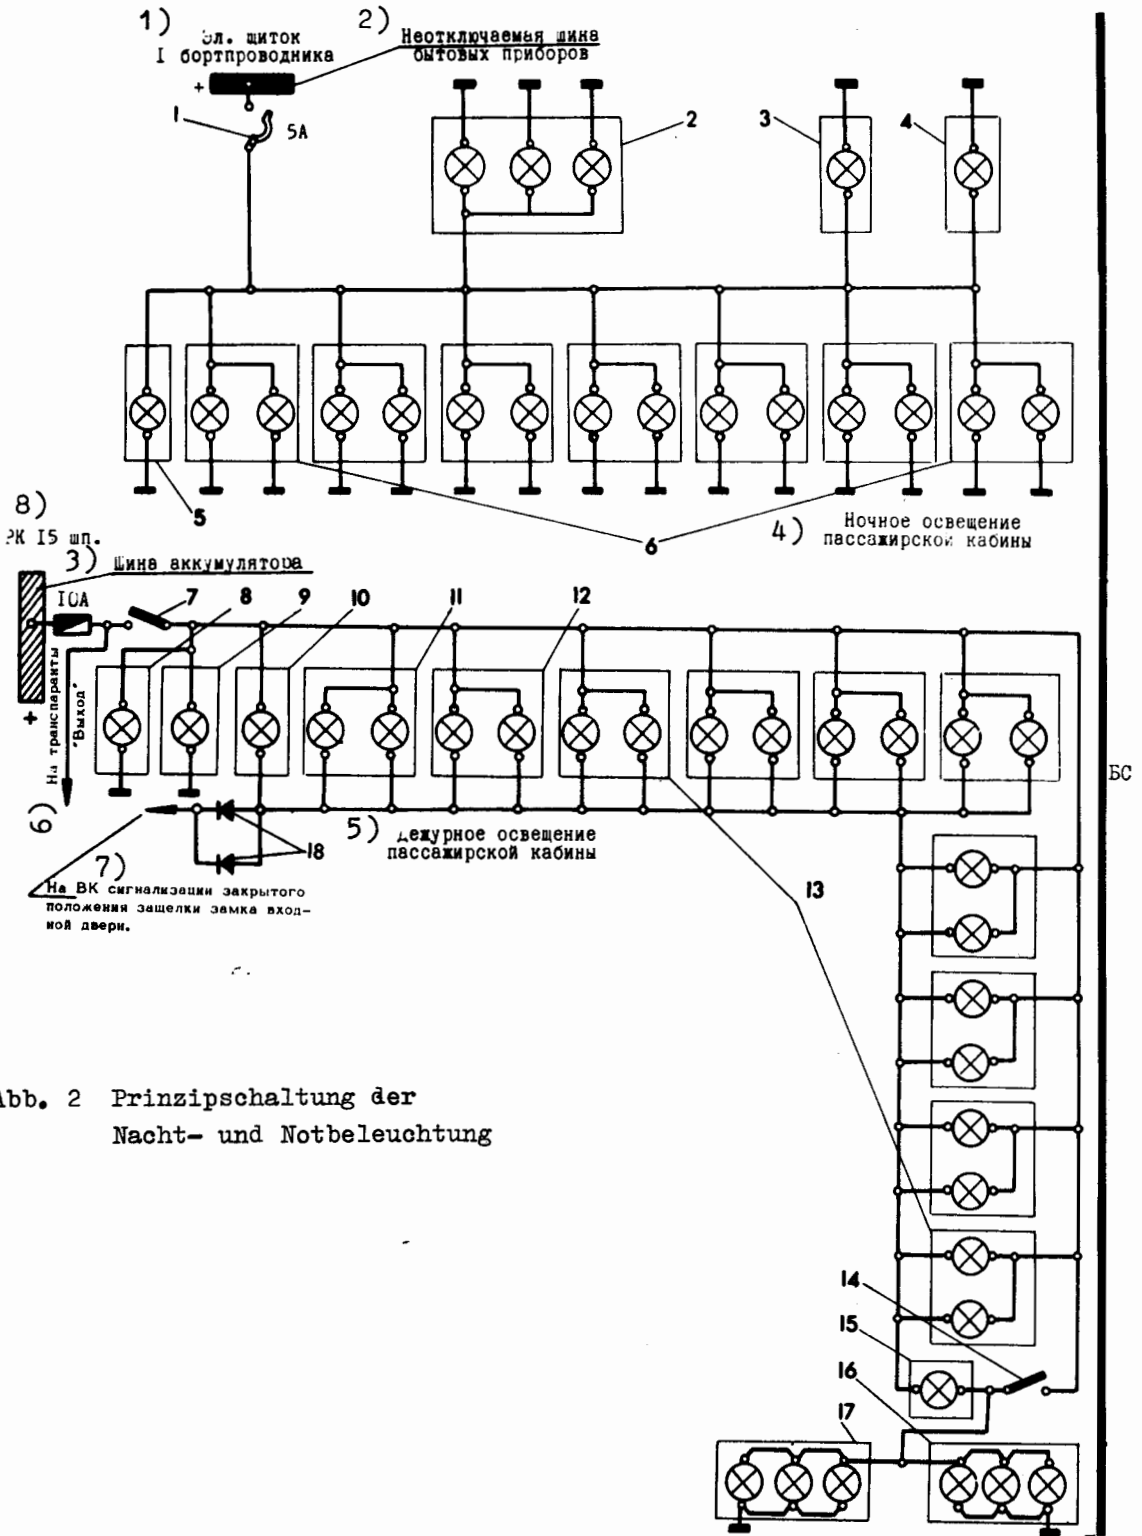 1)
Эл. щиток
I бортпроводника
2)
Неотключаемая шина
бытовых приборов
+
1
5А
2
3
4
5
6
4)
Ночное освещение
пассажирской кабины
8)
РК I5 шп.
3)
Шина аккумулятора
IOA
7
8
9
10
11
12
+
На транспаранты
"Выход"
6)
БС
5)
дежурное освещение
пассажирской кабины
18
7)
На ВК сигнализации закрытого
положения защелки замка вход-
ной двери.
13
Abb. 2 Prinzipschaltung der
Nacht- und Notbeleuchtung
14
15
16
17